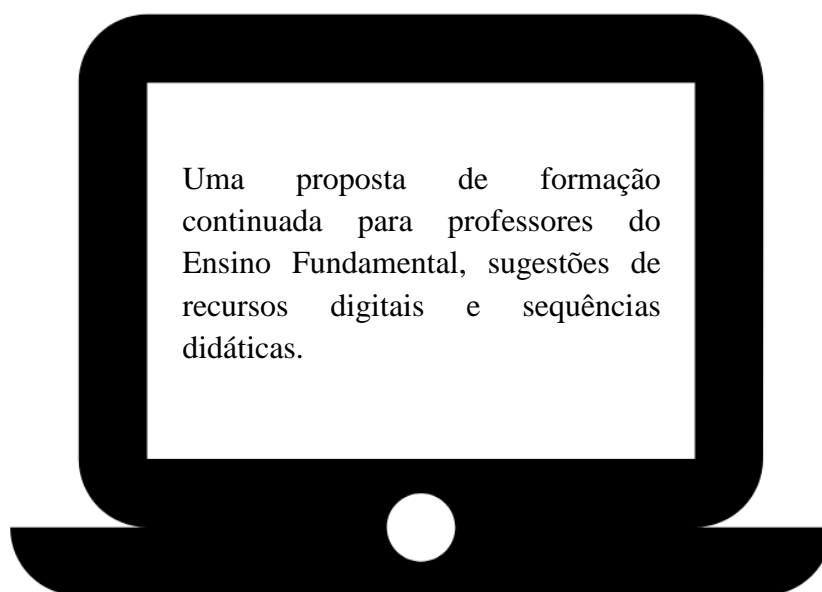 Uma proposta de formação
continuada para professores do
Ensino Fundamental, sugestões de
recursos digitais e sequências
didáticas.